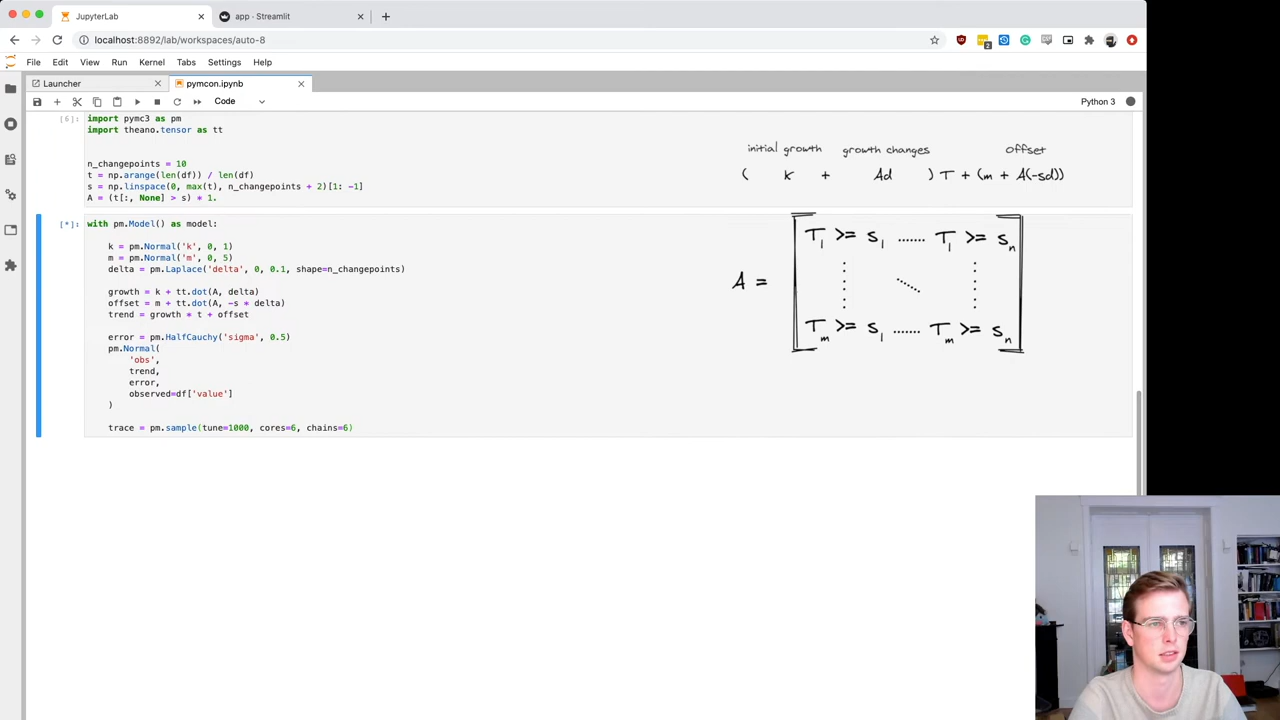 JupyterLab
app · Streamlit
localhost:8892/lab/workspaces/auto-8
2
File Edit View Run Kernel Tabs Settings Help
Launcher
pymcon.ipynb
Code
Python 3
[6]:
import pymc3 as pm
import theano.tensor as tt
n_changepoints = 10
t = np.arange(len(df)) / len(df)
s = np.linspace(0, max(t), n_changepoints + 2)[1: -1]
A = (t[:, None] > s) * 1.
initial growth growth changes offset
( k + Ad ) T + (m + A(-sd))
[*]:
with pm.Model() as model:
k = pm.Normal('k', 0, 1)
m = pm.Normal('m', 0, 5)
delta = pm.Laplace('delta', 0, 0.1, shape=n_changepoints)
growth = k + tt.dot(A, delta)
offset = m + tt.dot(A, -s * delta)
trend = growth * t + offset
error = pm.HalfCauchy('sigma', 0.5)
pm.Normal(
'obs',
trend,
error,
observed=df['value']
)
trace = pm.sample(tune=1000, cores=6, chains=6)
T1 >= s1 ....... T1 >= sn
A =
Tm >= s1 ....... Tm >= sn